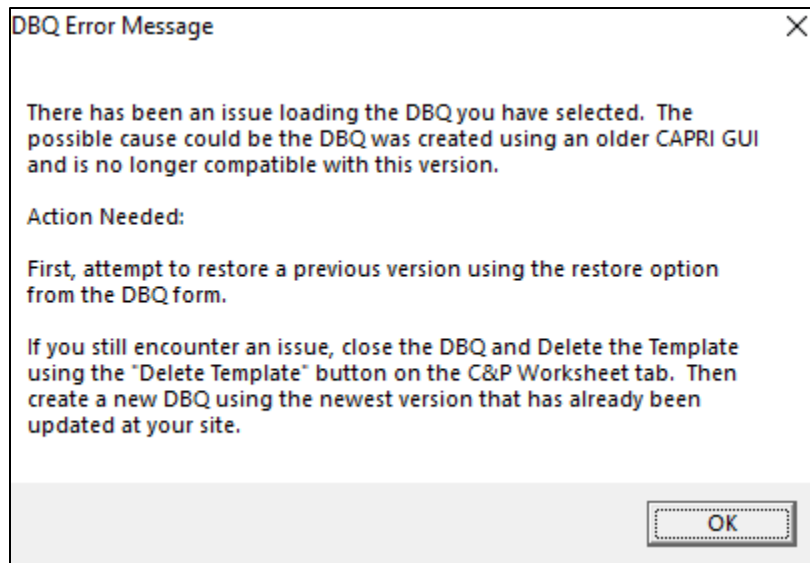 DBQ Error Message
There has been an issue loading the DBQ you have selected.  The
possible cause could be the DBQ was created using an older CAPRI GUI
and is no longer compatible with this version.
Action Needed:
First, attempt to restore a previous version using the restore option
from the DBQ form.
If you still encounter an issue, close the DBQ and Delete the Template
using the "Delete Template" button on the C&P Worksheet tab.  Then
create a new DBQ using the newest version that has already been
updated at your site.
OK